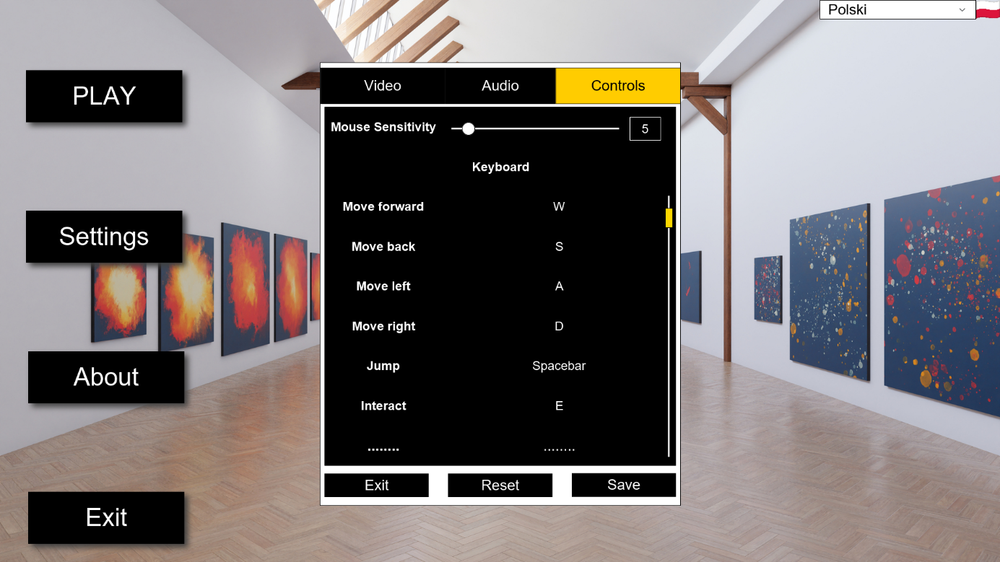 Polski
PLAY
Settings
About
Exit
Video Audio Controls
Mouse Sensitivity 5
Keyboard
Move forward W
Move back S
Move left A
Move right D
Jump Spacebar
Interact E
........ ........
Exit Reset Save